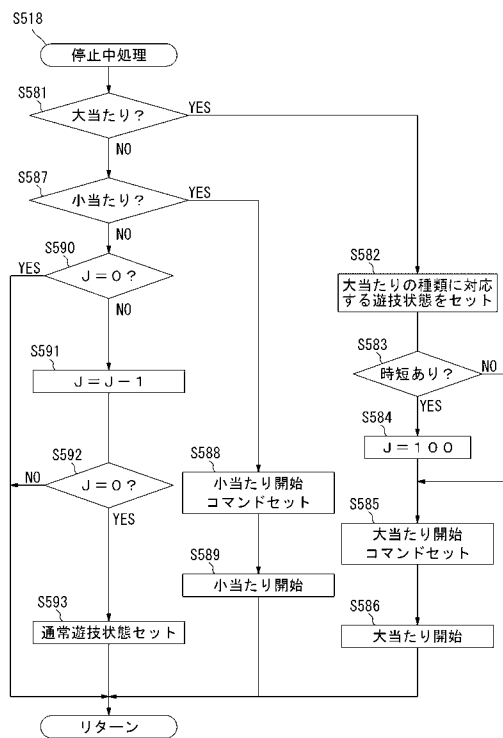 S518
停止中処理
S581
大当たり？
YES
NO
S587
小当たり？
YES
NO
S590
J＝0？
YES
NO
S591
J＝J－1
S592
J＝0？
NO
YES
S593
通常遊技状態セット
S588
小当たり開始
コマンドセット
S589
小当たり開始
S582
大当たりの種類に対応
する遊技状態をセット
S583
時短あり？
NO
YES
S584
J＝100
S585
大当たり開始
コマンドセット
S586
大当たり開始
リターン